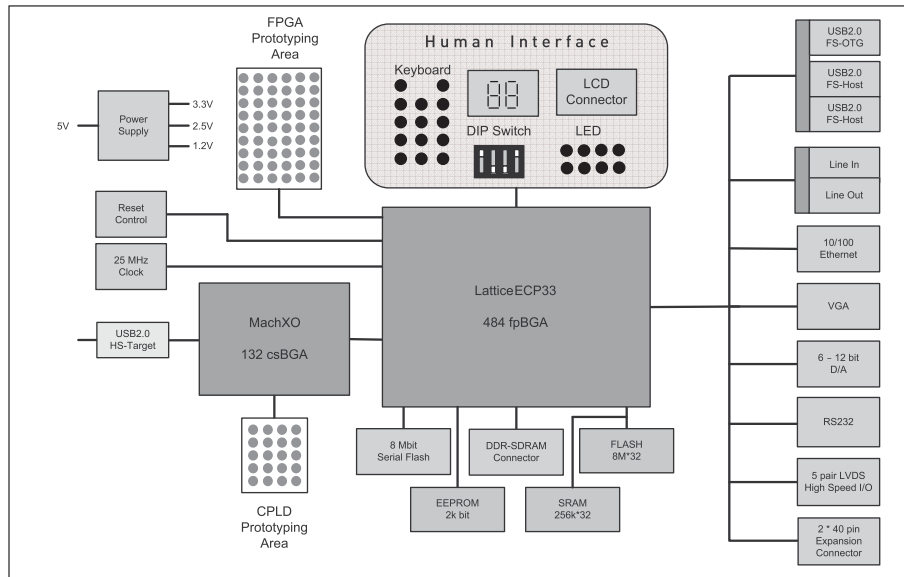 FPGA
Prototyping
Area
Human Interface
Keyboard
88
LCD
Connector
DIP Switch
LED
5V
Power
Supply
3.3V
2.5V
1.2V
Reset
Control
25 MHz
Clock
USB2.0
HS-Target
MachXO
132 csBGA
CPLD
Prototyping
Area
LatticeECP33
484 fpBGA
8 Mbit
Serial Flash
EEPROM
2k bit
DDR-SDRAM
Connector
SRAM
256k*32
FLASH
8M*32
USB2.0
FS-OTG
USB2.0
FS-Host
USB2.0
FS-Host
Line In
Line Out
10/100
Ethernet
VGA
6 – 12 bit
D/A
RS232
5 pair LVDS
High Speed I/O
2 * 40 pin
Expansion
Connector